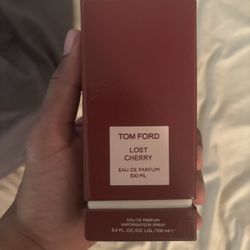 TOM FORD
LOST
CHERRY
EAU DE PARFUM
100 ML
EAU DE PARFUM
VAPORISATEUR SPRAY
3.4 FL.OZ./OZ. LIQ./100 ml ℮